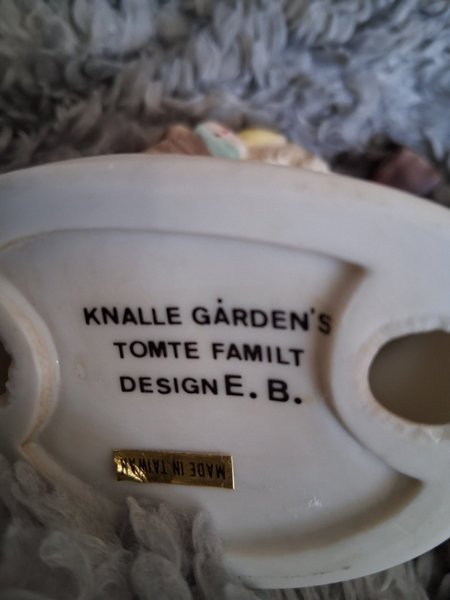 KNALLE GÅRDEN'S
TOMTE FAMILT
DESIGN E. B.
MADE IN TAIWAN